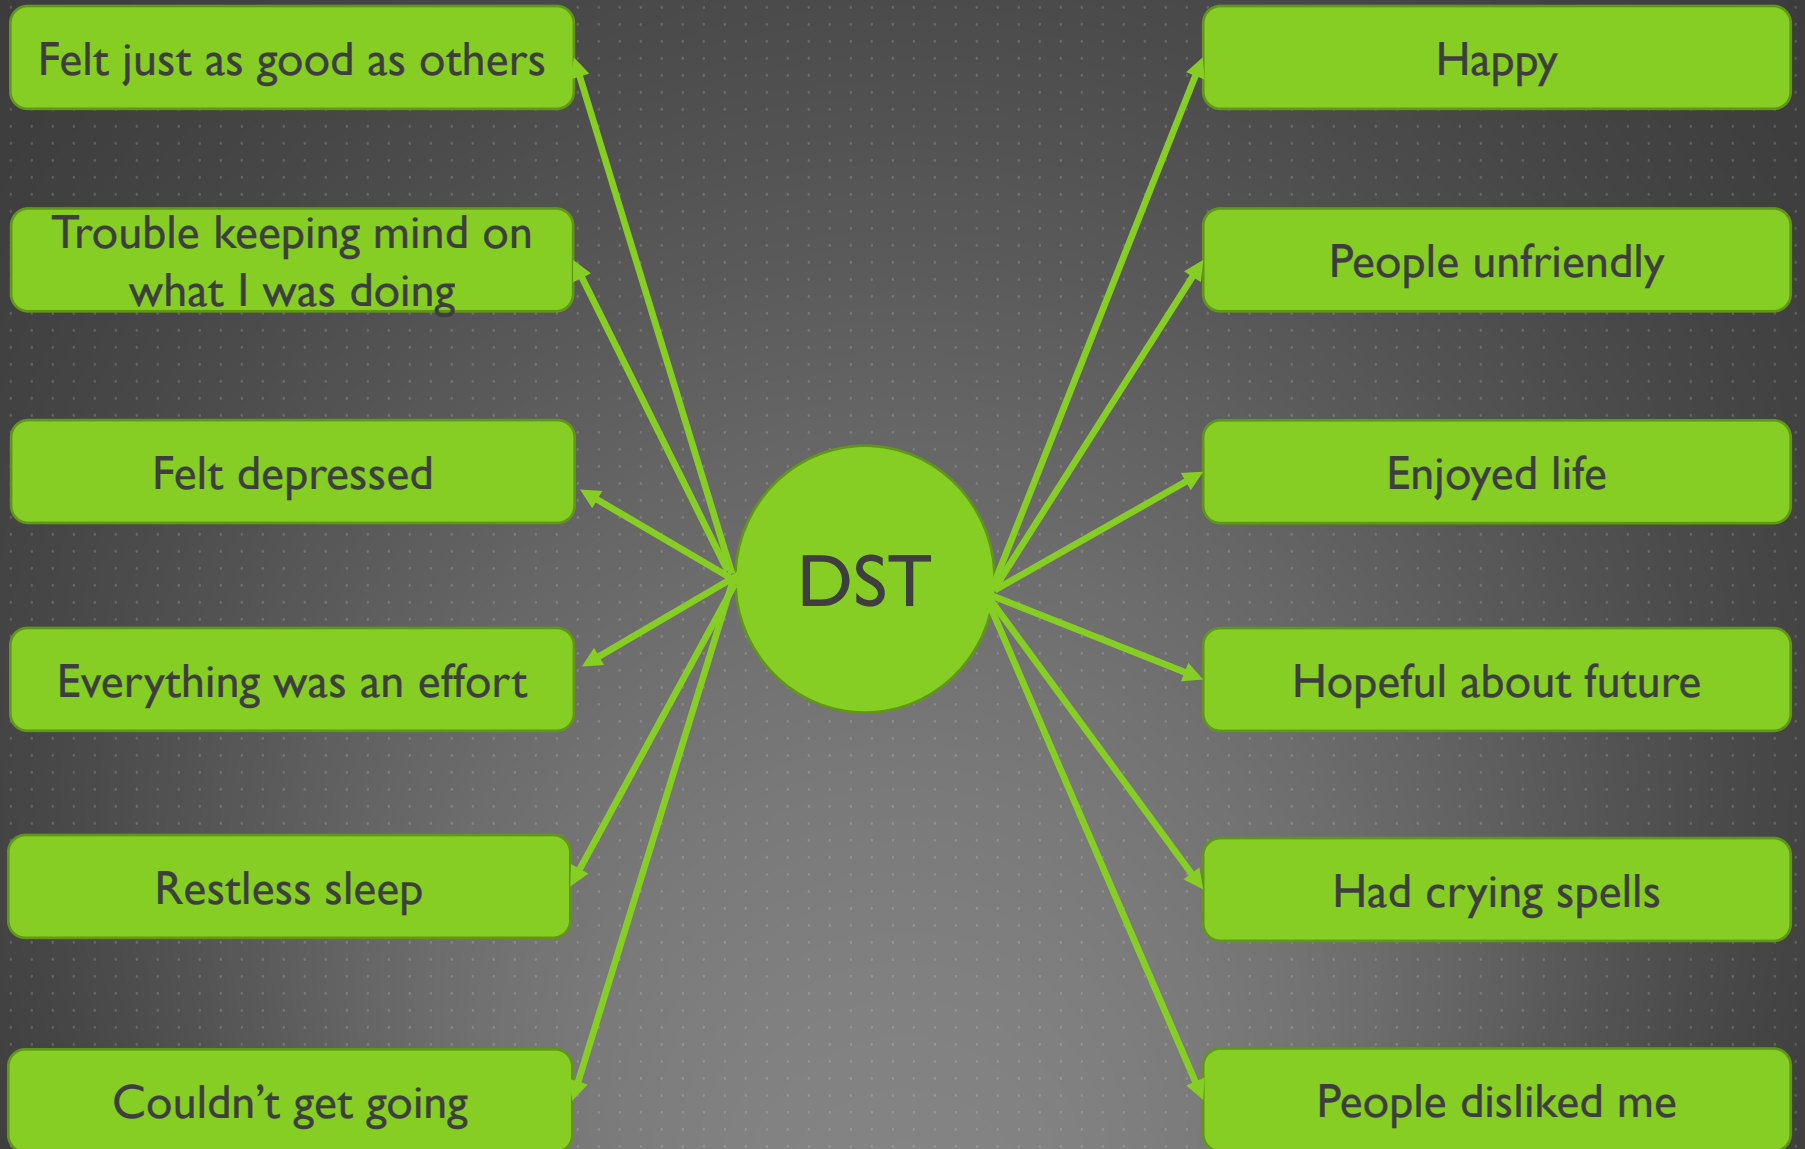 Felt just as good as others
Trouble keeping mind on
what I was doing
Felt depressed
Everything was an effort
Restless sleep
Couldn't get going
DST
Happy
People unfriendly
Enjoyed life
Hopeful about future
Had crying spells
People disliked me